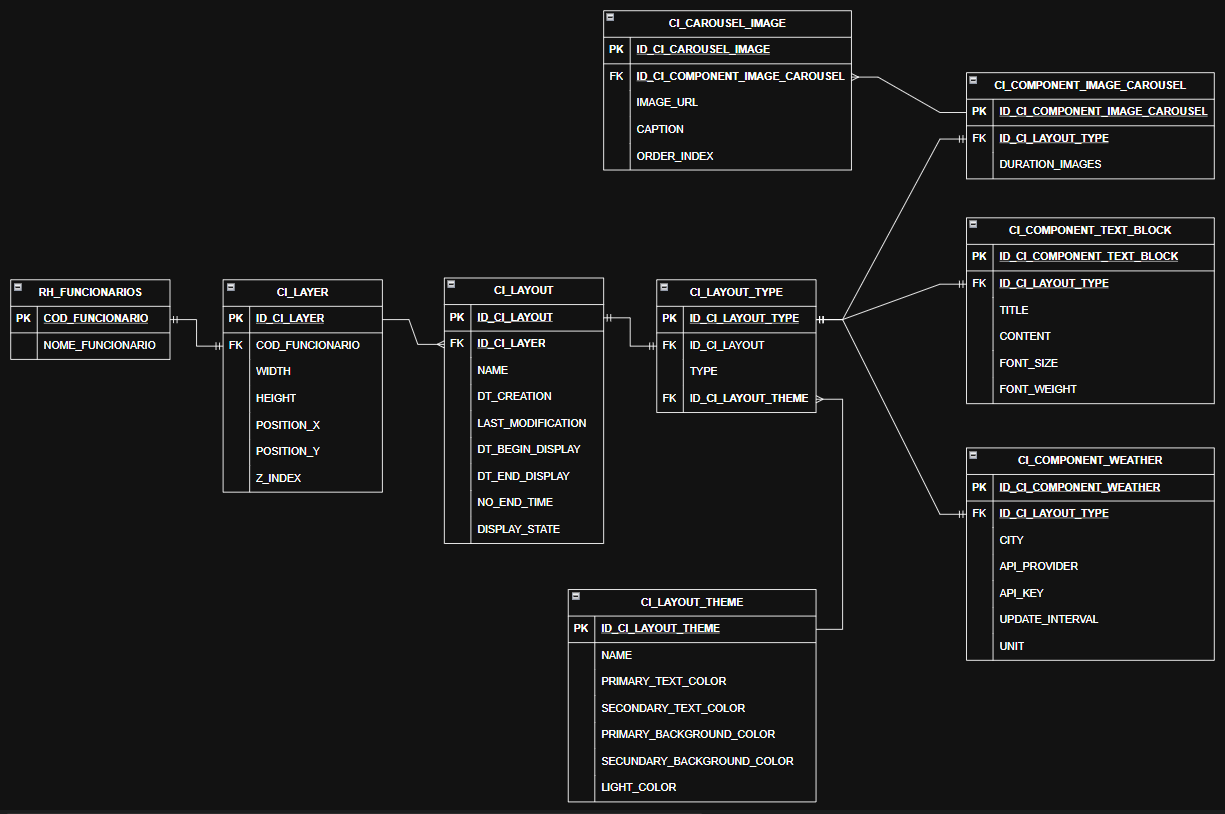 CI_CAROUSEL_IMAGE
PK ID_CI_CAROUSEL_IMAGE
FK ID_CI_COMPONENT_IMAGE_CAROUSEL
IMAGE_URL
CAPTION
ORDER_INDEX
CI_COMPONENT_IMAGE_CAROUSEL
PK ID_CI_COMPONENT_IMAGE_CAROUSEL
FK ID_CI_LAYOUT_TYPE
DURATION_IMAGES
CI_COMPONENT_TEXT_BLOCK
PK ID_CI_COMPONENT_TEXT_BLOCK
FK ID_CI_LAYOUT_TYPE
TITLE
CONTENT
FONT_SIZE
FONT_WEIGHT
RH_FUNCIONARIOS
PK COD_FUNCIONARIO
NOME_FUNCIONARIO
CI_LAYER
PK ID_CI_LAYER
FK COD_FUNCIONARIO
WIDTH
HEIGHT
POSITION_X
POSITION_Y
Z_INDEX
CI_LAYOUT
PK ID_CI_LAYOUT
FK ID_CI_LAYER
NAME
DT_CREATION
LAST_MODIFICATION
DT_BEGIN_DISPLAY
DT_END_DISPLAY
NO_END_TIME
DISPLAY_STATE
CI_LAYOUT_TYPE
PK ID_CI_LAYOUT_TYPE
FK ID_CI_LAYOUT
TYPE
FK ID_CI_LAYOUT_THEME
CI_COMPONENT_WEATHER
PK ID_CI_COMPONENT_WEATHER
FK ID_CI_LAYOUT_TYPE
CITY
API_PROVIDER
API_KEY
UPDATE_INTERVAL
UNIT
CI_LAYOUT_THEME
PK ID_CI_LAYOUT_THEME
NAME
PRIMARY_TEXT_COLOR
SECONDARY_TEXT_COLOR
PRIMARY_BACKGROUND_COLOR
SECUNDARY_BACKGROUND_COLOR
LIGHT_COLOR